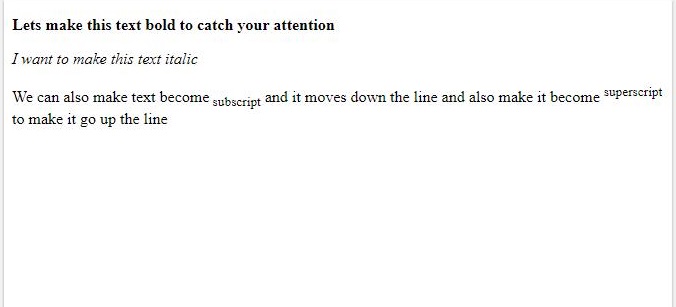 Lets make this text bold to catch your attention
I want to make this text italic
We can also make text become subscript and it moves down the line and also make it become superscript
to make it go up the line